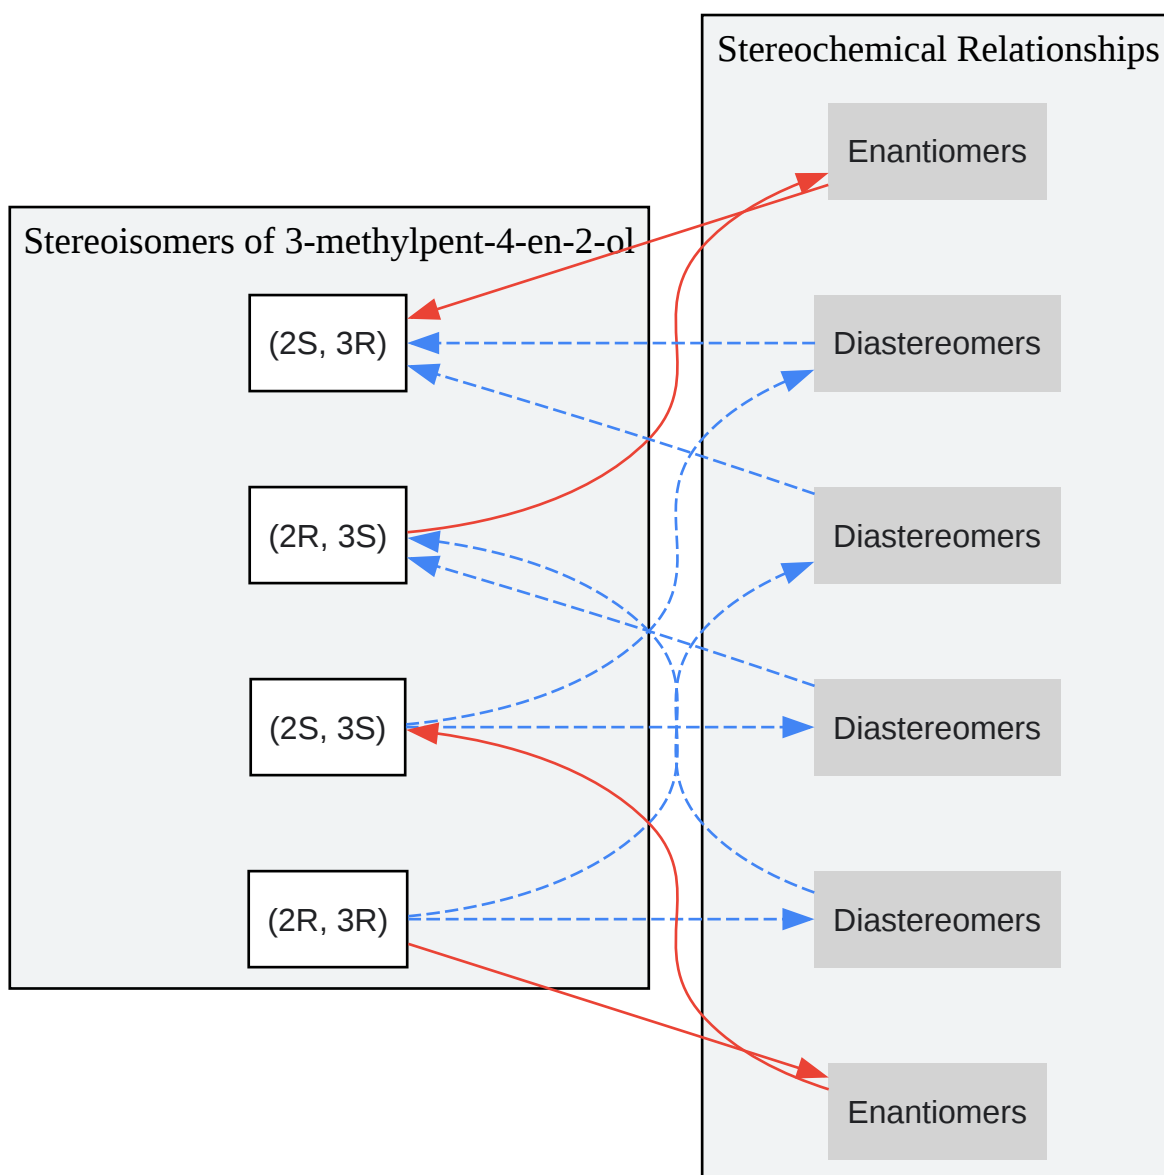 Stereochemical Relationships
Enantiomers
Stereoisomers of 3-methylpent-4-en-2-ol
(2S, 3R)
Diastereomers
(2R, 3S)
Diastereomers
(2S, 3S)
Diastereomers
(2R, 3R)
Diastereomers
Enantiomers